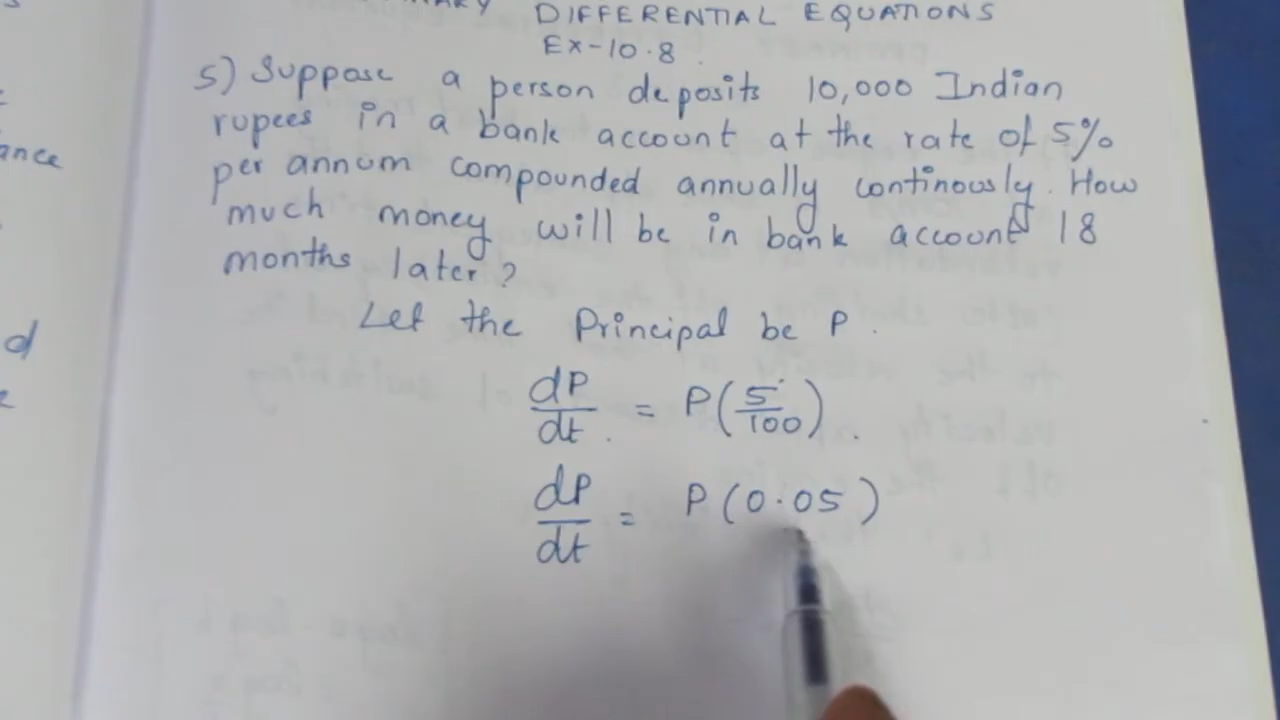 DIFFERENTIAL EQUATIONS
Ex-10.8
5) Suppose a person deposits 10,000 Indian
rupees in a bank account at the rate of 5%
per annum compounded annually continously. How
much money will be in bank account 18
months later?
Let the Principal be P.
dP/dt = P(5/100).
dP/dt = P(0.05)